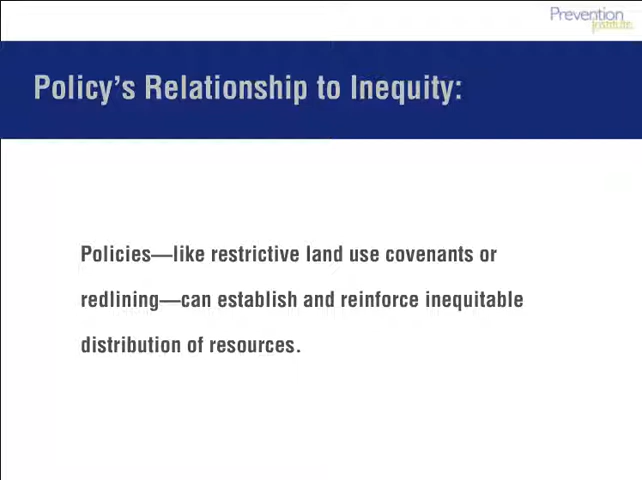 Prevention
Institute
Policy's Relationship to Inequity:
Policies—like restrictive land use covenants or
redlining—can establish and reinforce inequitable
distribution of resources.